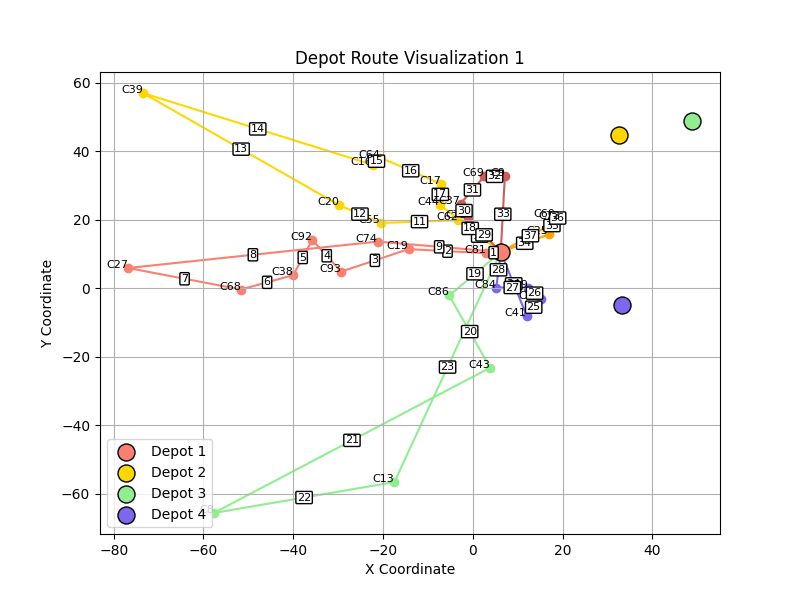 Depot Route Visualization 1
Y Coordinate
X Coordinate
60
40
20
0
−20
−40
−60
−80
−60
−40
−20
0
20
40
C39
14
13
C64
15
16
C17
C69
32
31
17
C44
C37
30
C20
12
C55
11
C62
18
29
33
36
37
C92
C74
C19
9
2
C81
1
8
5
4
3
C27
7
C68
6
C38
C93
19
28
C84
27
26
25
C41
C86
20
23
C43
21
C13
22
Depot 1
Depot 2
Depot 3
Depot 4